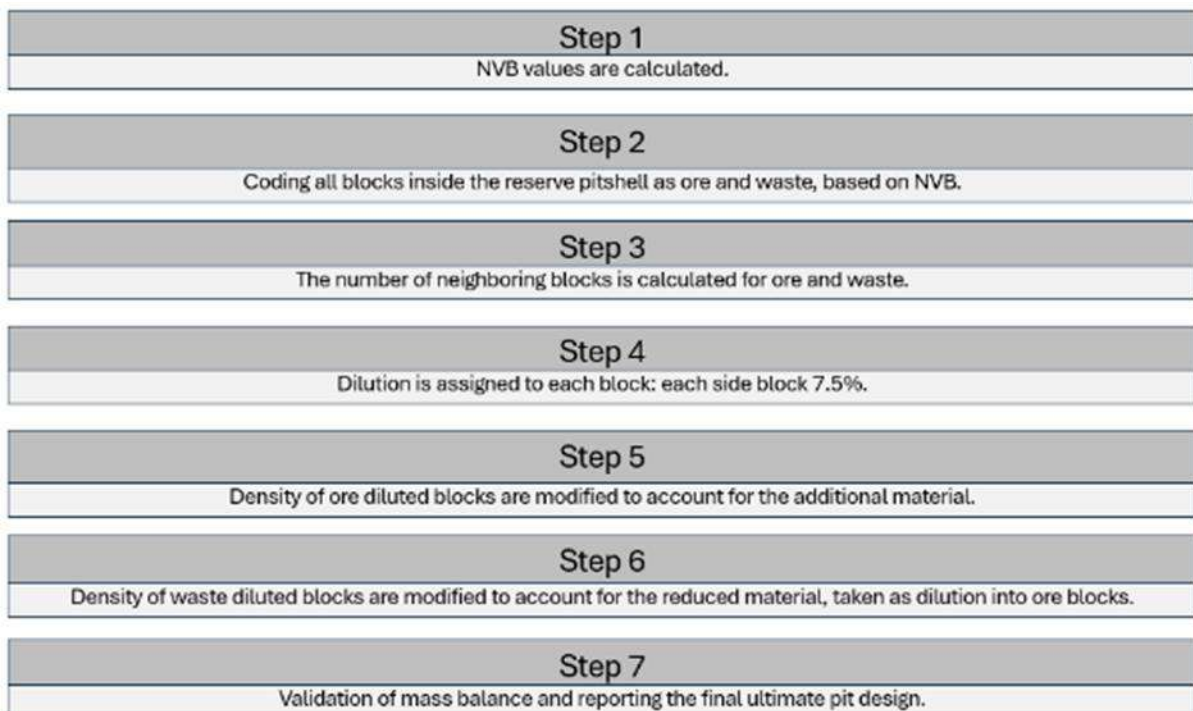 Step 1
NVB values are calculated.
Step 2
Coding all blocks inside the reserve pitshell as ore and waste, based on NVB.
Step 3
The number of neighboring blocks is calculated for ore and waste.
Step 4
Dilution is assigned to each block: each side block 7.5%.
Step 5
Density of ore diluted blocks are modified to account for the additional material.
Step 6
Density of waste diluted blocks are modified to account for the reduced material, taken as dilution into ore blocks.
Step 7
Validation of mass balance and reporting the final ultimate pit design.